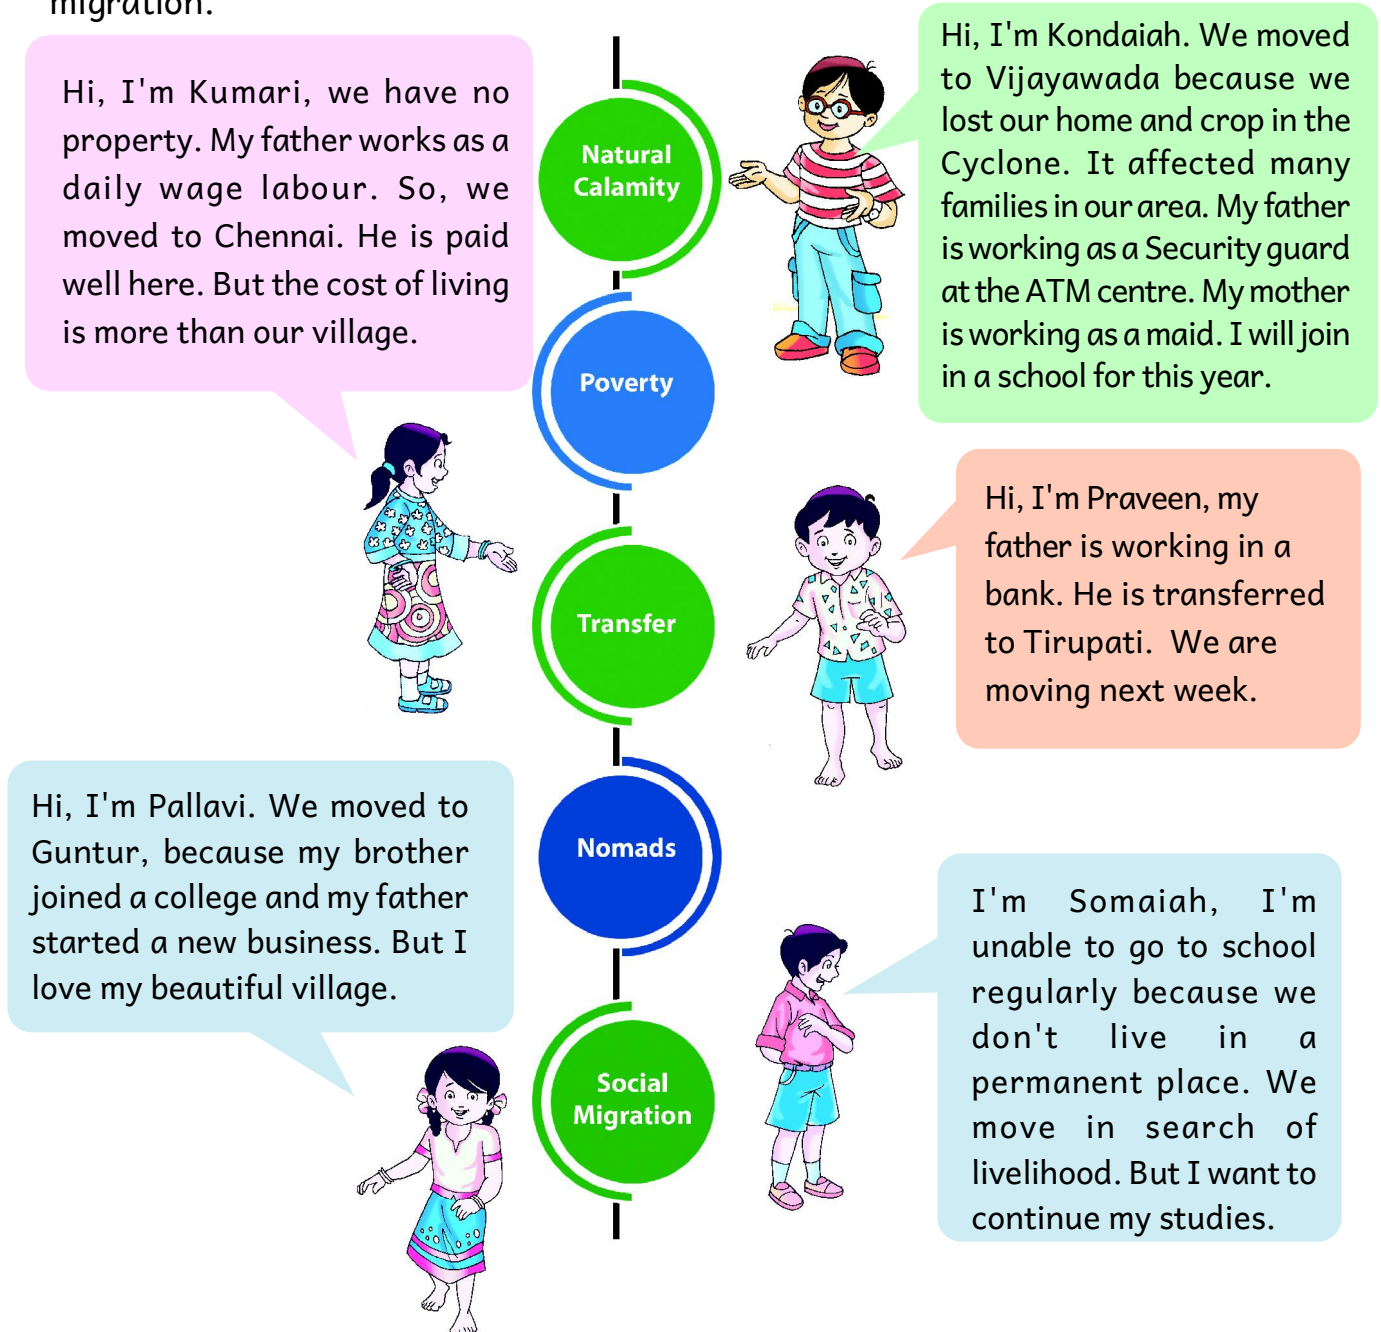 migration.
Hi, I'm Kumari, we have no
property. My father works as a
daily wage labour. So, we
moved to Chennai. He is paid
well here. But the cost of living
is more than our village.
Natural
Calamity
Hi, I'm Kondaiah. We moved
to Vijayawada because we
lost our home and crop in the
Cyclone. It affected many
families in our area. My father
is working as a Security guard
at the ATM centre. My mother
is working as a maid. I will join
in a school for this year.
Poverty
Hi, I'm Praveen, my
father is working in a
bank. He is transferred
to Tirupati. We are
moving next week.
Transfer
Hi, I'm Pallavi. We moved to
Guntur, because my brother
joined a college and my father
started a new business. But I
love my beautiful village.
Nomads
I'm Somaiah, I'm
unable to go to school
regularly because we
don't live in a
permanent place. We
move in search of
livelihood. But I want to
continue my studies.
Social
Migration